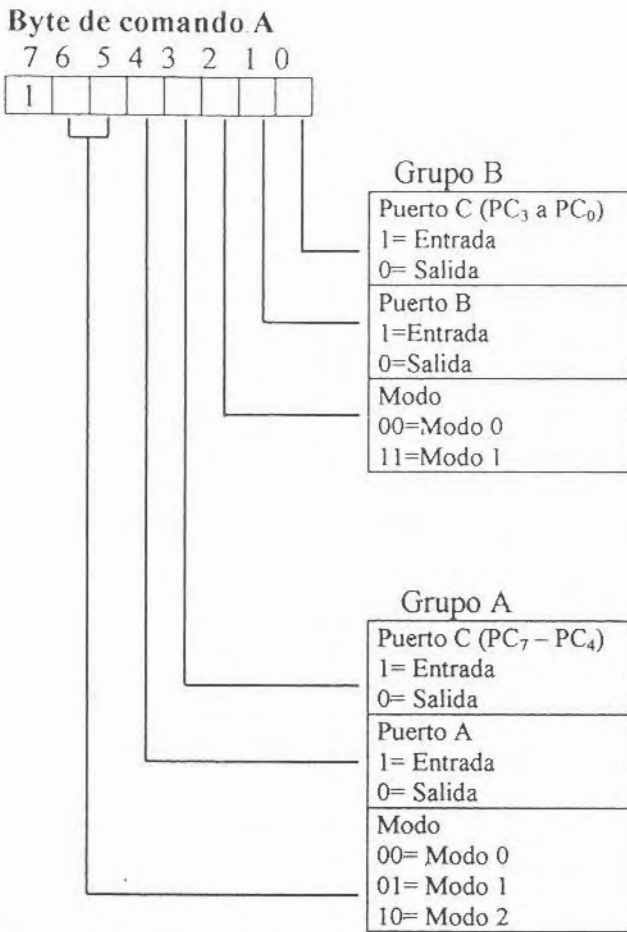 Byte de comando A
7 6 5 4 3 2 1 0
1
Grupo B
Puerto C (PC₃ a PC₀)
1= Entrada
0= Salida
Puerto B
1=Entrada
0=Salida
Modo
00=Modo 0
11=Modo 1
Grupo A
Puerto C (PC₇ – PC₄)
1= Entrada
0= Salida
Puerto A
1= Entrada
0= Salida
Modo
00= Modo 0
01= Modo 1
10= Modo 2